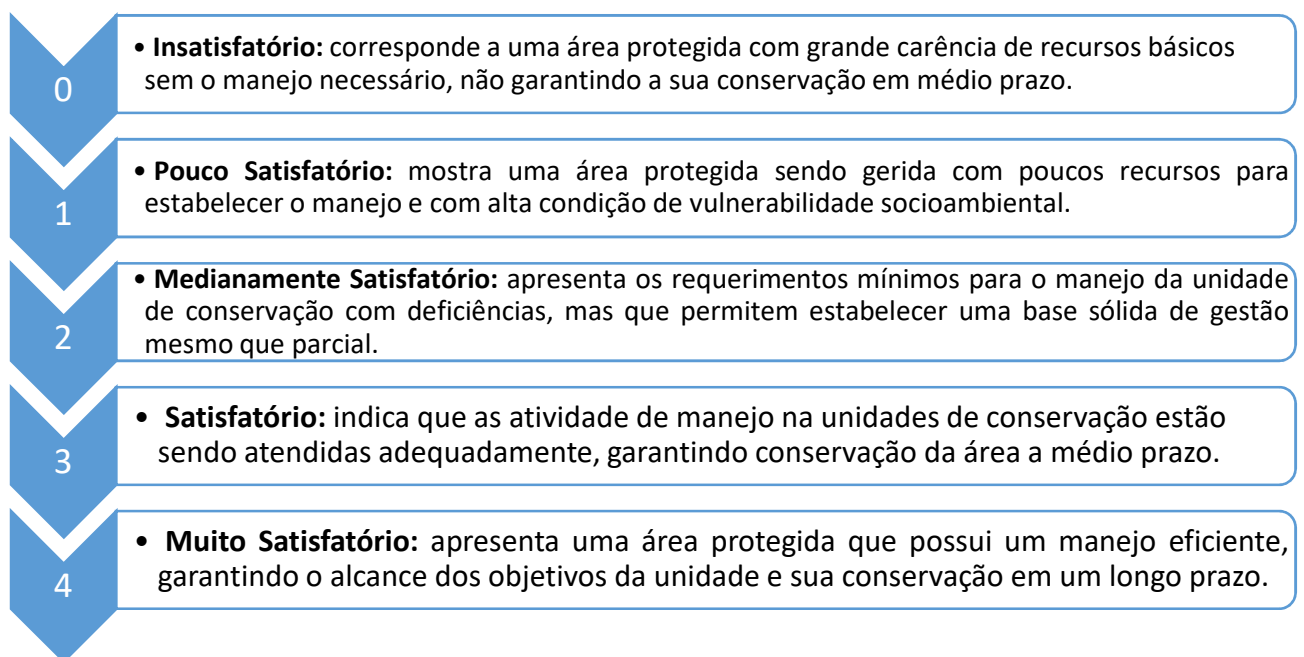 0
• Insatisfatório: corresponde a uma área protegida com grande carência de recursos básicos
sem o manejo necessário, não garantindo a sua conservação em médio prazo.
1
• Pouco Satisfatório: mostra uma área protegida sendo gerida com poucos recursos para
estabelecer o manejo e com alta condição de vulnerabilidade socioambiental.
2
• Medianamente Satisfatório: apresenta os requerimentos mínimos para o manejo da unidade
de conservação com deficiências, mas que permitem estabelecer uma base sólida de gestão
mesmo que parcial.
3
• Satisfatório: indica que as atividade de manejo na unidades de conservação estão
sendo atendidas adequadamente, garantindo conservação da área a médio prazo.
4
• Muito Satisfatório: apresenta uma área protegida que possui um manejo eficiente,
garantindo o alcance dos objetivos da unidade e sua conservação em um longo prazo.